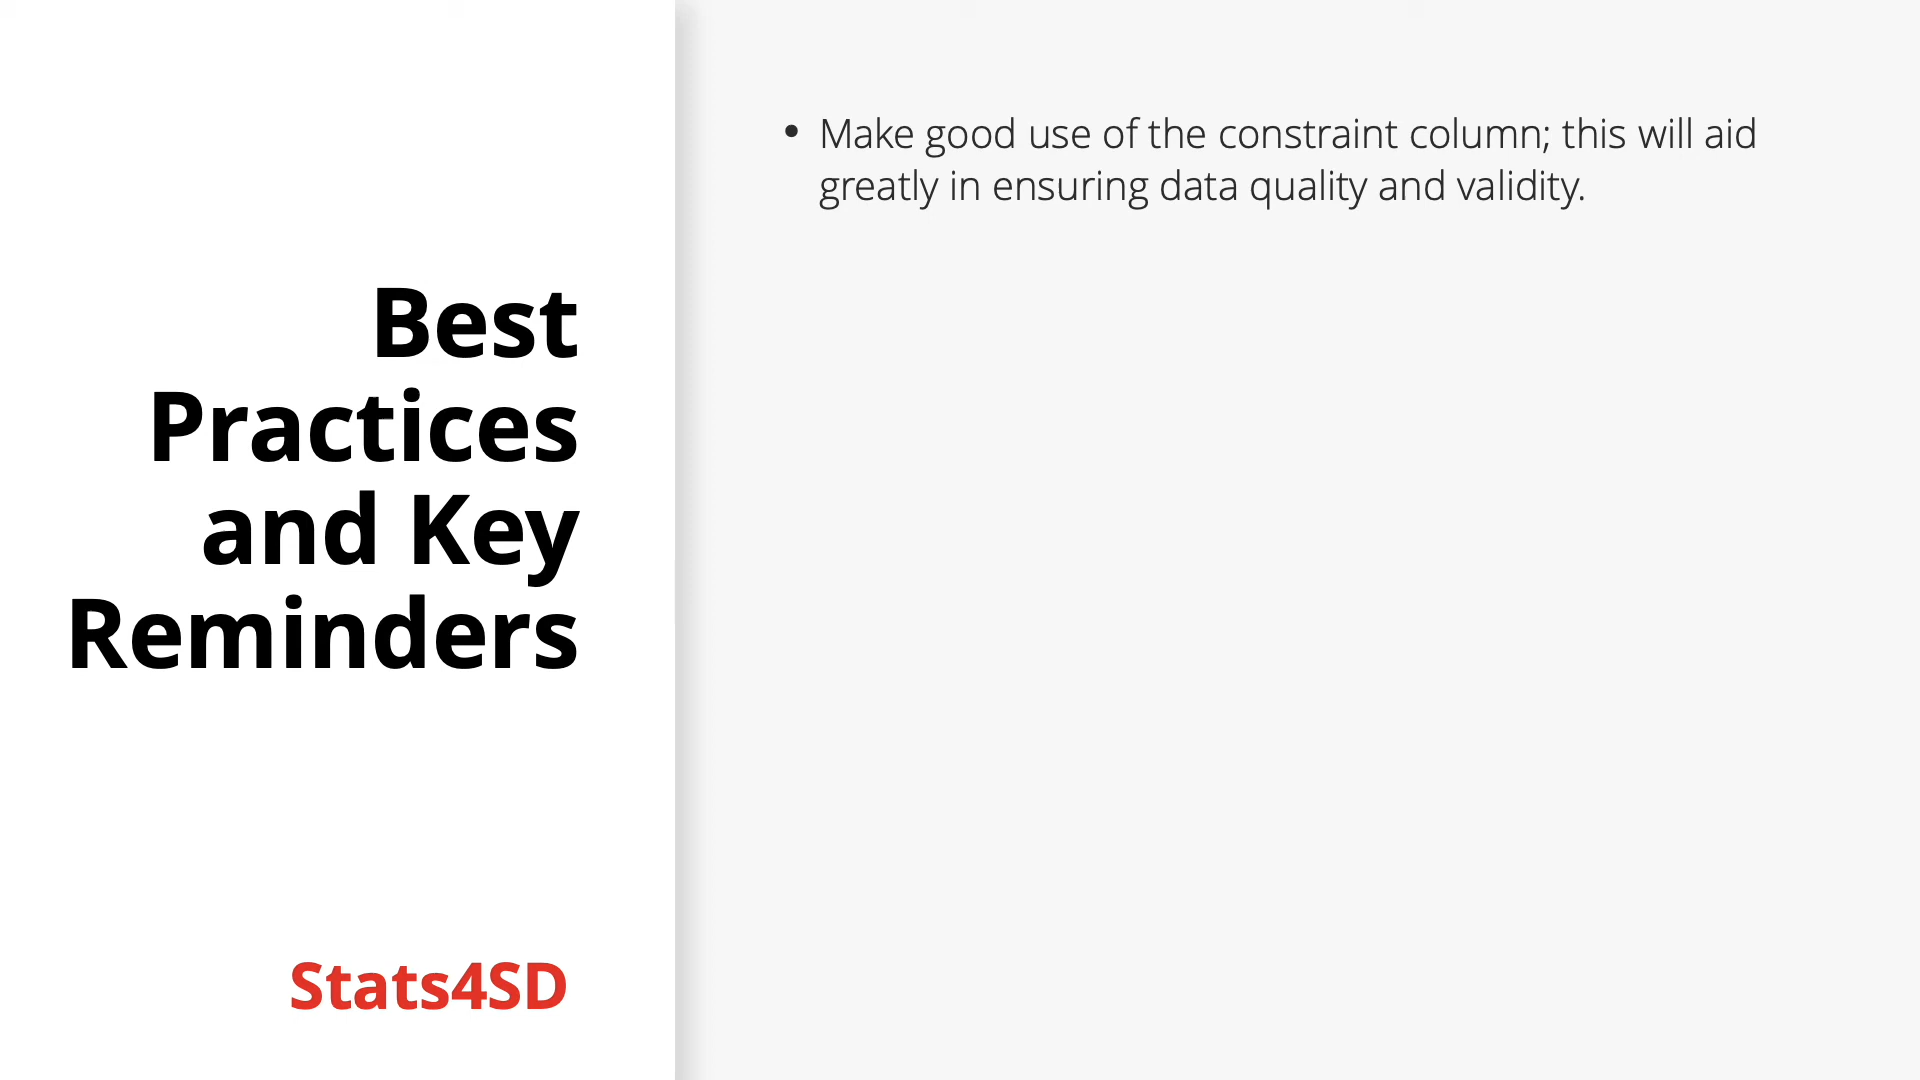 Best
Practices
and Key
Reminders
Stats4SD
• Make good use of the constraint column; this will aid
greatly in ensuring data quality and validity.